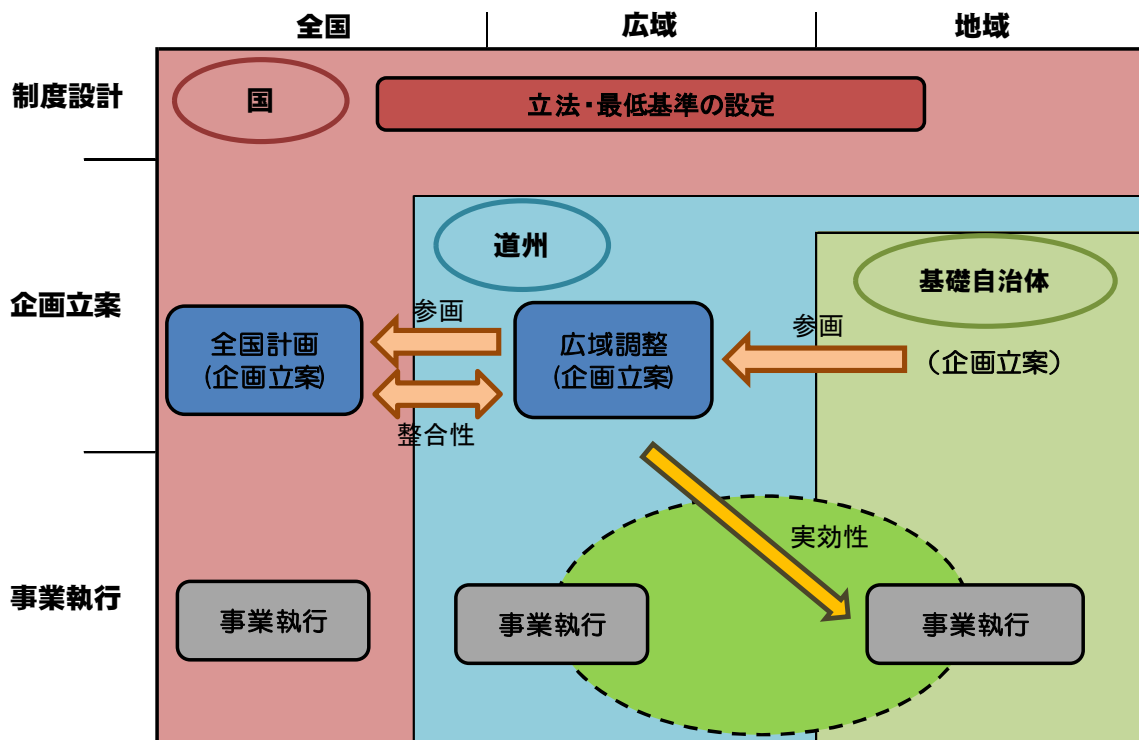 全国
広域
地域
制度設計
国
立法・最低基準の設定
道州
基礎自治体
企画立案
参画
参画
全国計画
(企画立案)
広域調整
(企画立案)
（企画立案）
整合性
実効性
事業執行
事業執行
事業執行
事業執行